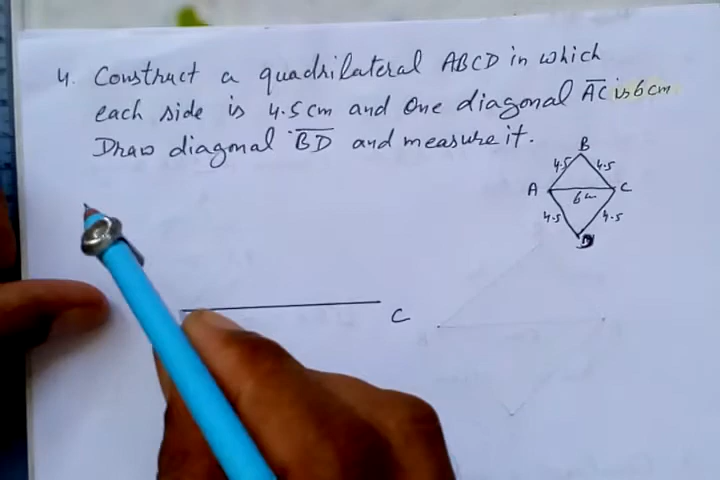 4. Construct a quadrilateral ABCD in which
each side is 4.5cm and one diagonal AC is 6cm
Draw diagonal BD and measure it.
B
4.5 4.5
A C
6cm
4.5 4.5
D
C